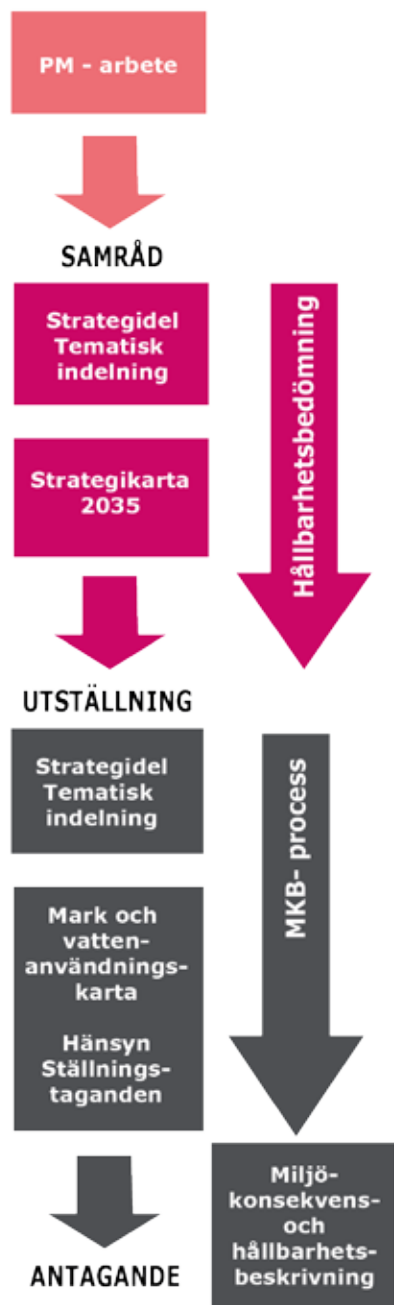 PM - arbete
SAMRÅD
Strategidel
Tematisk
indelning
Strategikarta
2035
Hållbarhetsbedömning
UTSTÄLLNING
Strategidel
Tematisk
indelning
Mark och
vatten-
användnings-
karta
Hänsyn
Ställnings-
taganden
MKB- process
ANTAGANDE
Miljö-
konsekvens-
och
hållbarhets-
beskrivning